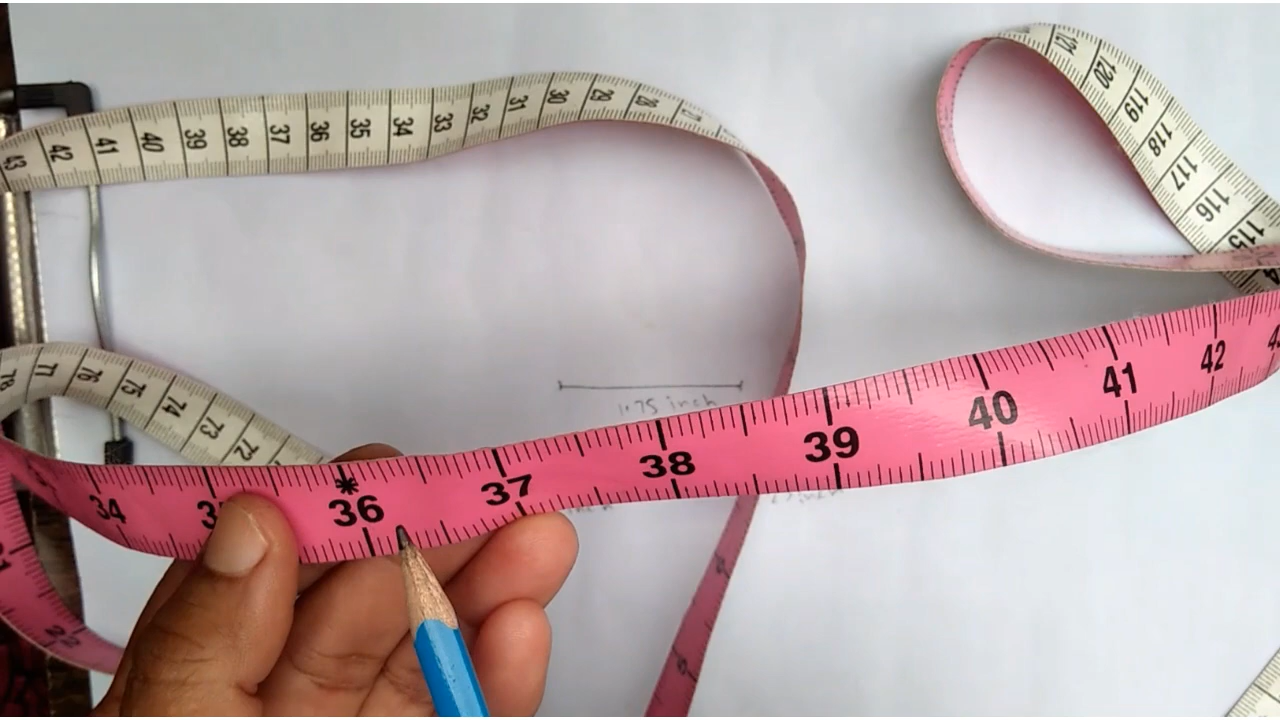 121 120 119 118 117 116 115
43 42 41 40 39 38 37 36 35 34 33 32 31 30 29 28 27
1.75 inch
78 77 76 75 74 73 72
34 36 37 38 39 40 41 42